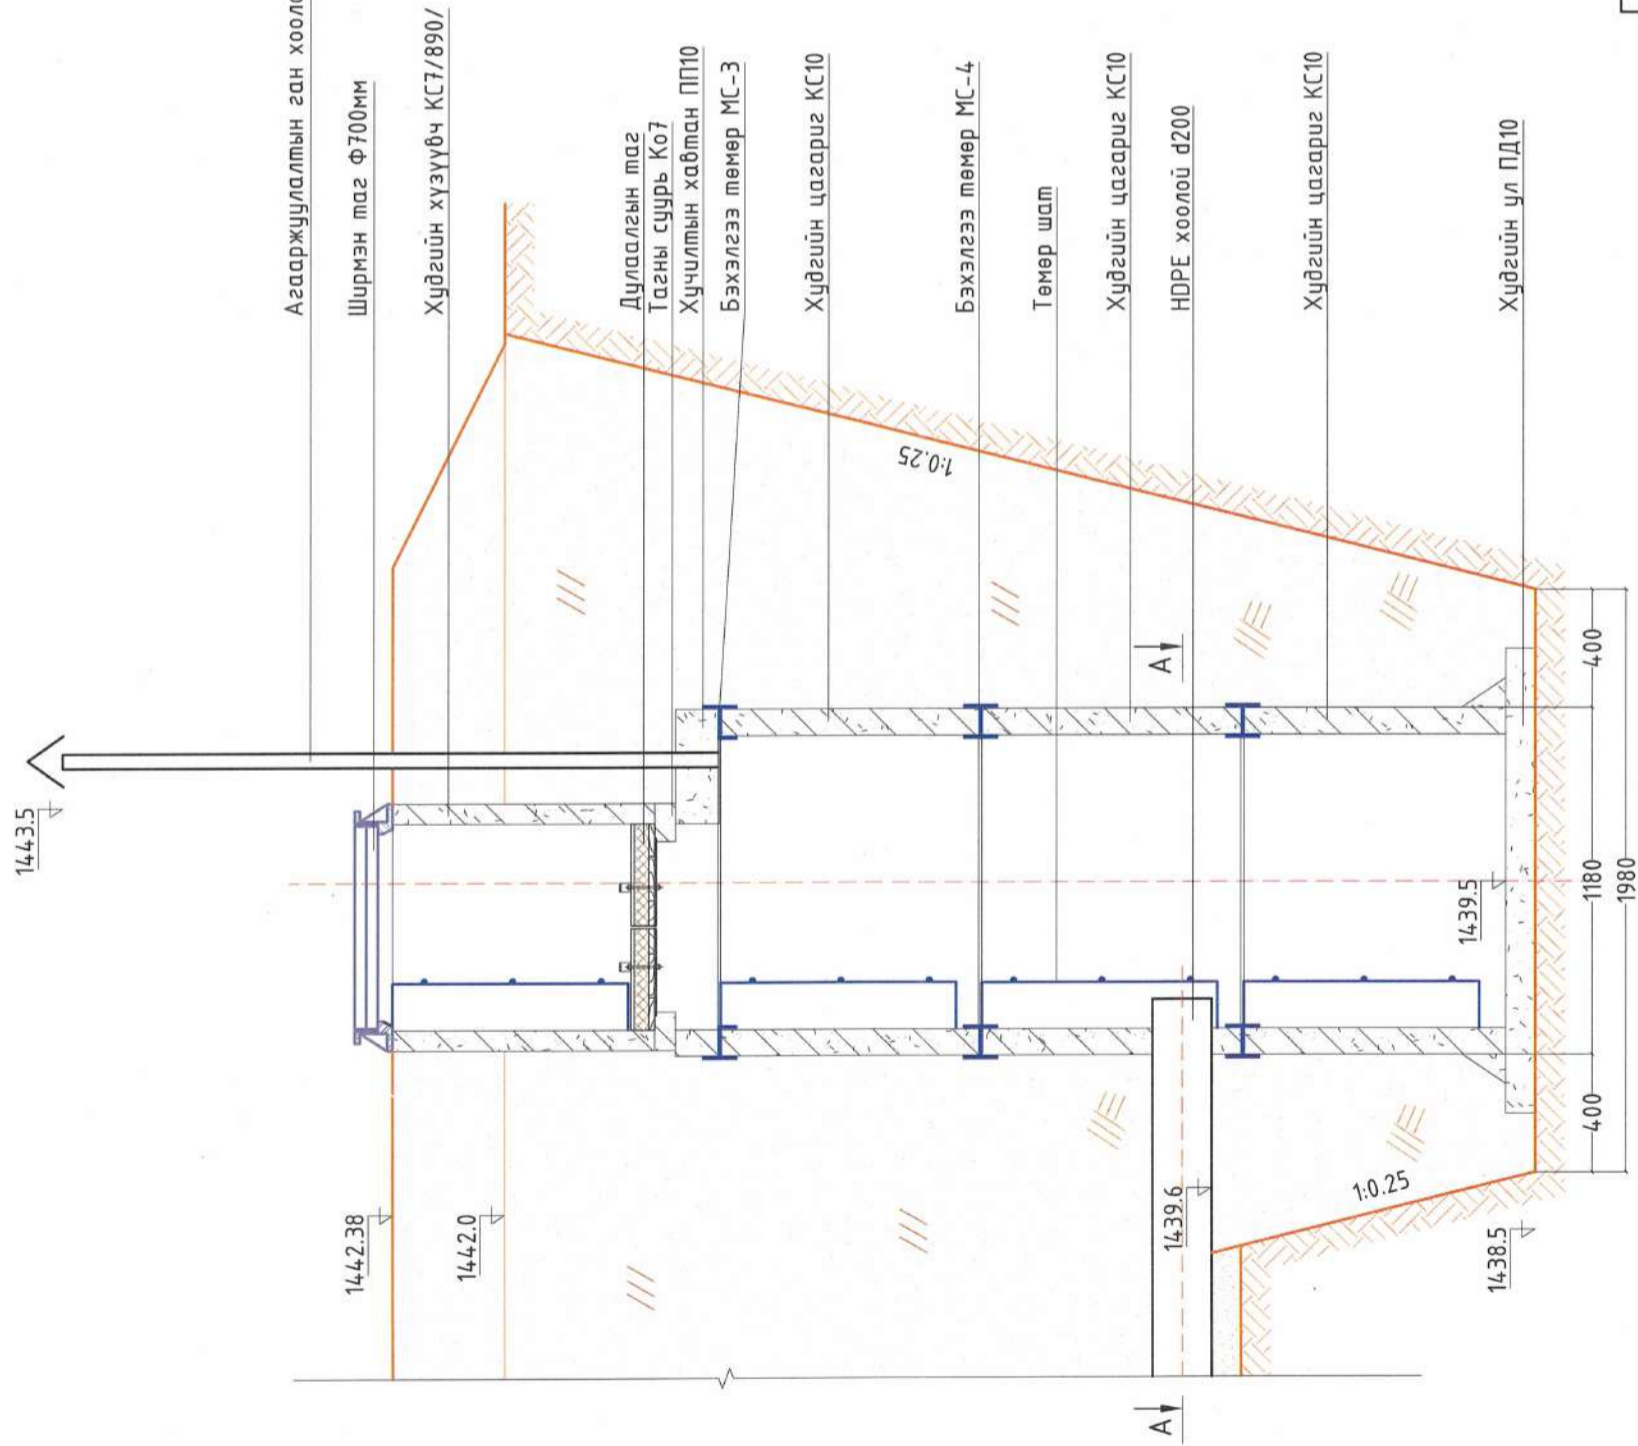 Агааржуулалтын ган
Ширмэн таг Ф700мм
Худгийн хүзүүвч КС7/890/
Дулаалгын таг
Тагны суурь Ко7
Хучилтын хавтан ПП10
Бэхэлгээ төмөр МС-3
Худгийн цагариг КС10
Бэхэлгээ төмөр МС-4
Төмөр шат
Худгийн цагариг КС10
HDPE хоолой d200
Худгийн цагариг КС10
Худгийн ул ПД10
1443.5
1442.38
1442.0
1:0.25
А
1439.6
1439.5
1:0.25
1438.5
А
400
1180
400
1980